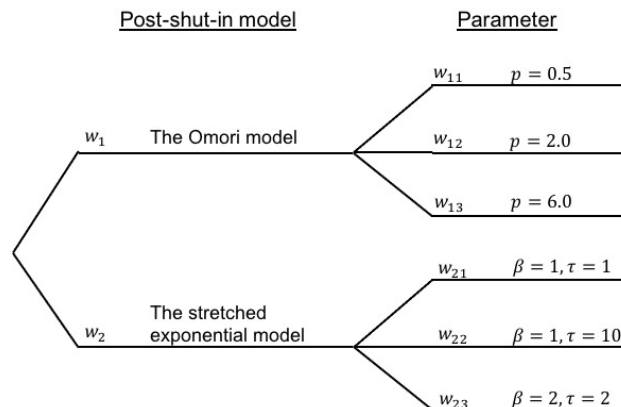 Post-shut-in model Parameter
w₁₁ p = 0.5
w₁ The Omori model w₁₂ p = 2.0
w₁₃ p = 6.0
w₂₁ β = 1, τ = 1
The stretched
w₂ exponential model w₂₂ β = 1, τ = 10
w₂₃ β = 2, τ = 2